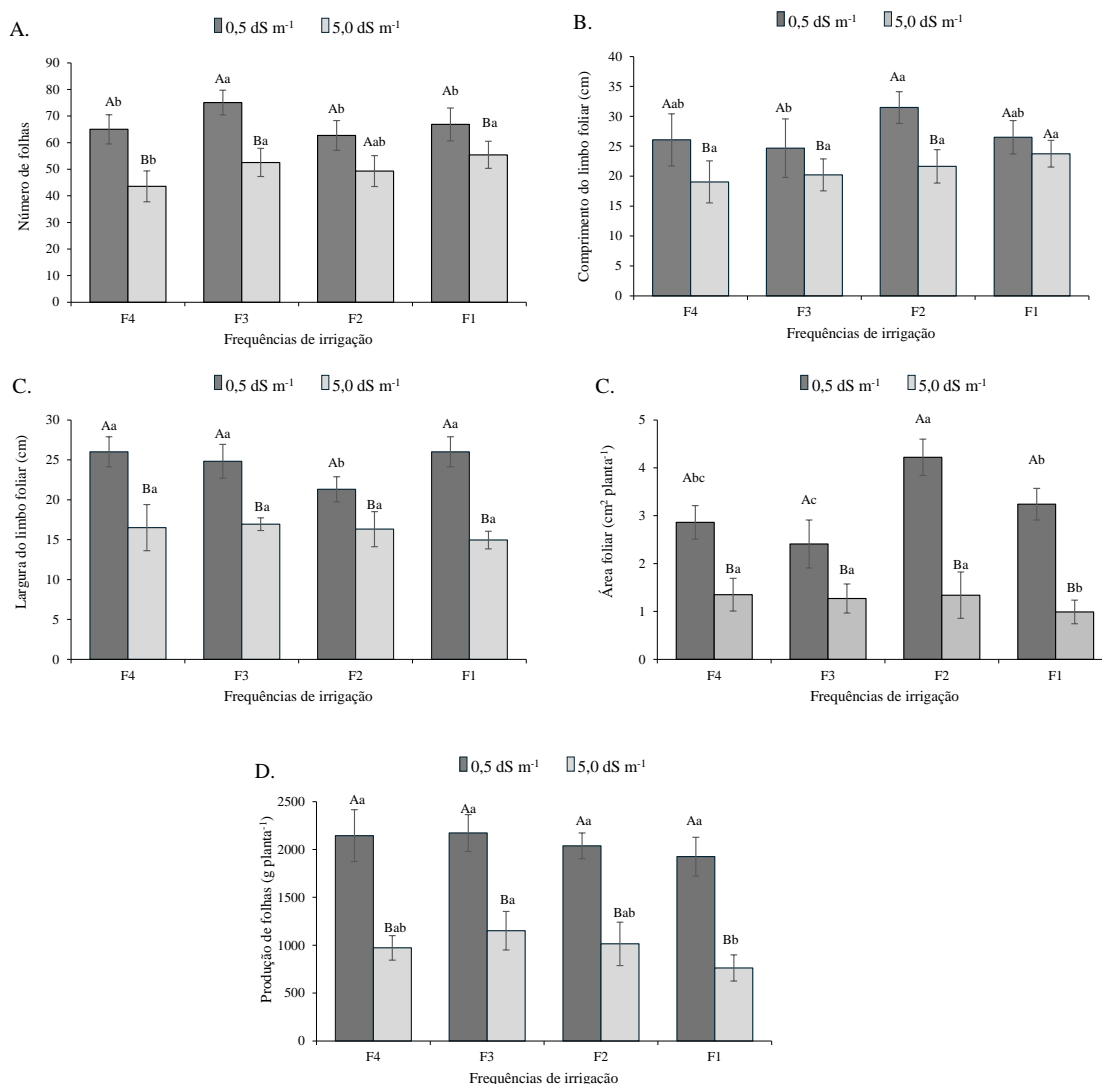 A.
0,5 dS m-1 5,0 dS m-1
Número de folhas
90
80
70
60
50
40
30
20
10
0
Ab Bb Aa Ba Ab Aab Ab Ba
F4 F3 F2 F1
Frequências de irrigação
B.
0,5 dS m-1 5,0 dS m-1
Comprimento do limbo foliar (cm)
40
35
30
25
20
15
10
5
0
Aab Ba Ab Ba Aa Ba Aab Aa
F4 F3 F2 F1
Frequências de irrigação
C.
0,5 dS m-1 5,0 dS m-1
Largura do limbo foliar (cm)
30
25
20
15
10
5
0
Aa Ba Aa Ba Ab Ba Aa Ba
F4 F3 F2 F1
Frequências de irrigação
C.
0,5 dS m-1 5,0 dS m-1
Área foliar (cm2 planta-1)
5
4
3
2
1
0
Abc Ba Ac Ba Aa Ba Ab Bb
F4 F3 F2 F1
Frequências de irrigação
D.
0,5 dS m-1 5,0 dS m-1
Produção de folhas (g planta-1)
2500
2000
1500
1000
500
0
Aa Bab Aa Ba Aa Bab Aa Bb
F4 F3 F2 F1
Frequências de irrigação